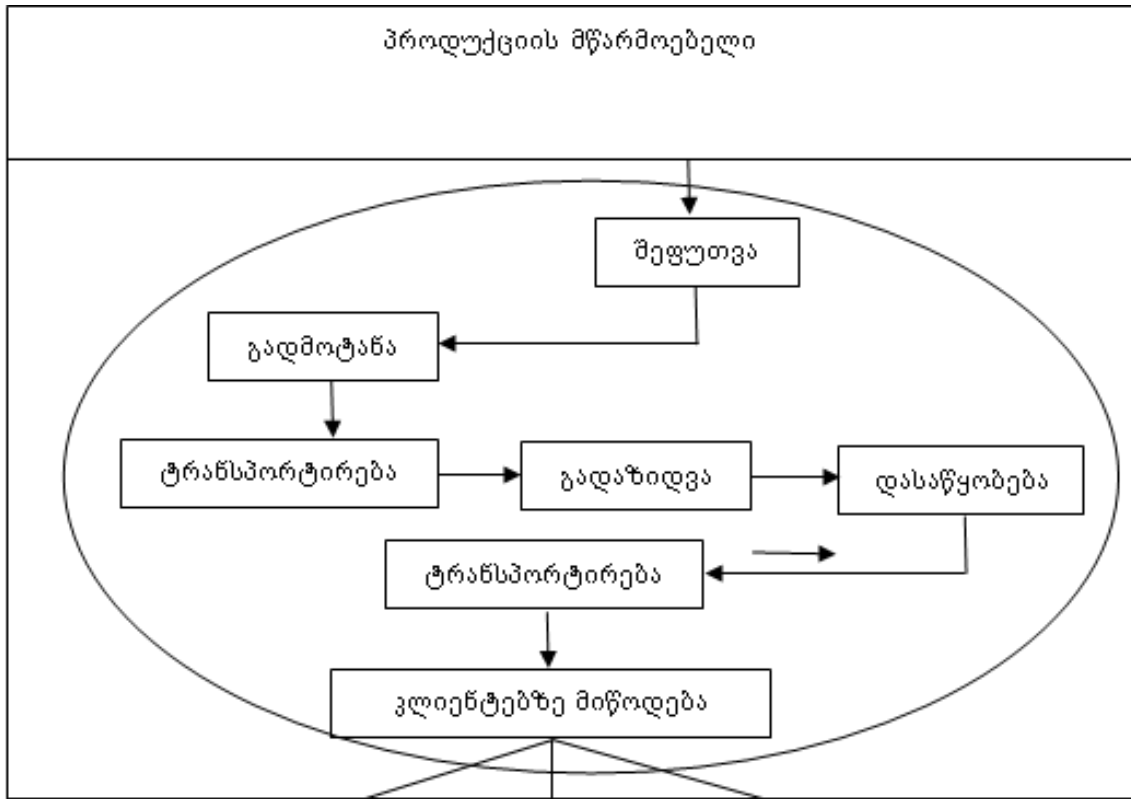 პროდუქციის მწარმოებელი
შეფუთვა
გადმოტანა
ტრანსპორტირება
გადაზიდვა
დასაწყობება
ტრანსპორტირება
კლიენტებზე მიწოდება